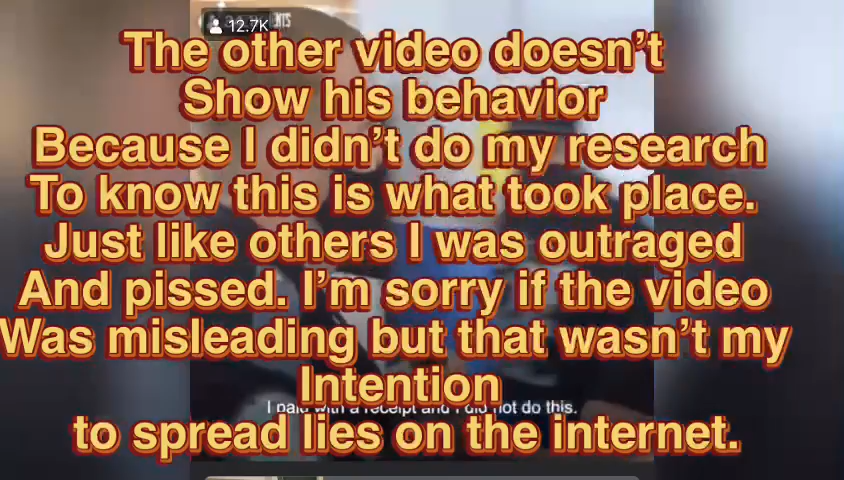 12.7K
The other video doesn't
Show his behavior
Because I didn't do my research
To know this is what took place.
Just like others I was outraged
And pissed. I'm sorry if the video
Was misleading but that wasn't my
Intention
I paid with a receipt and I did not do this.
to spread lies on the internet.